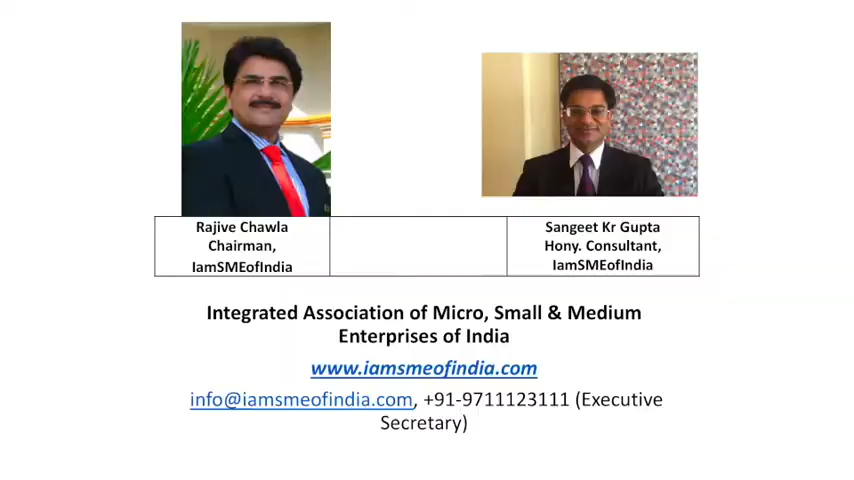 Rajive Chawla
Chairman,
IamSMEofIndia
Sangeet Kr Gupta
Hony. Consultant,
IamSMEofIndia
Integrated Association of Micro, Small & Medium
Enterprises of India
www.iamsmeofindia.com
info@iamsmeofindia.com, +91-9711123111 (Executive
Secretary)